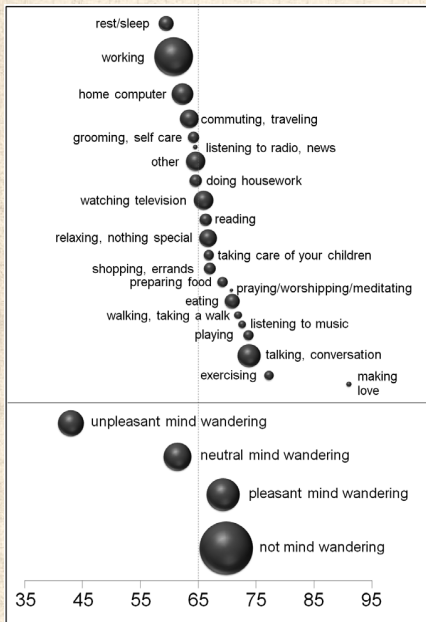 rest/sleep
working
home computer
commuting, traveling
grooming, self care
listening to radio, news
other
doing housework
watching television
reading
relaxing, nothing special
taking care of your children
shopping, errands
preparing food
praying/worshipping/meditating
eating
walking, taking a walk
listening to music
playing
talking, conversation
exercising
making
love
unpleasant mind wandering
neutral mind wandering
pleasant mind wandering
not mind wandering
35 45 55 65 75 85 95